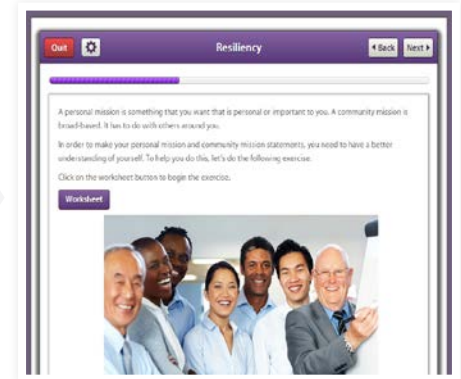 Quit
Resiliency
Back
Next
A personal mission is something that you want that is personal or important to you. A community mission is
broad-based. It has to do with others around you.
In order to make your personal mission and community mission statements, you need to have a better
understanding of yourself. To help you do this, let's do the following exercise.
Click on the worksheet button to begin the exercise.
Worksheet